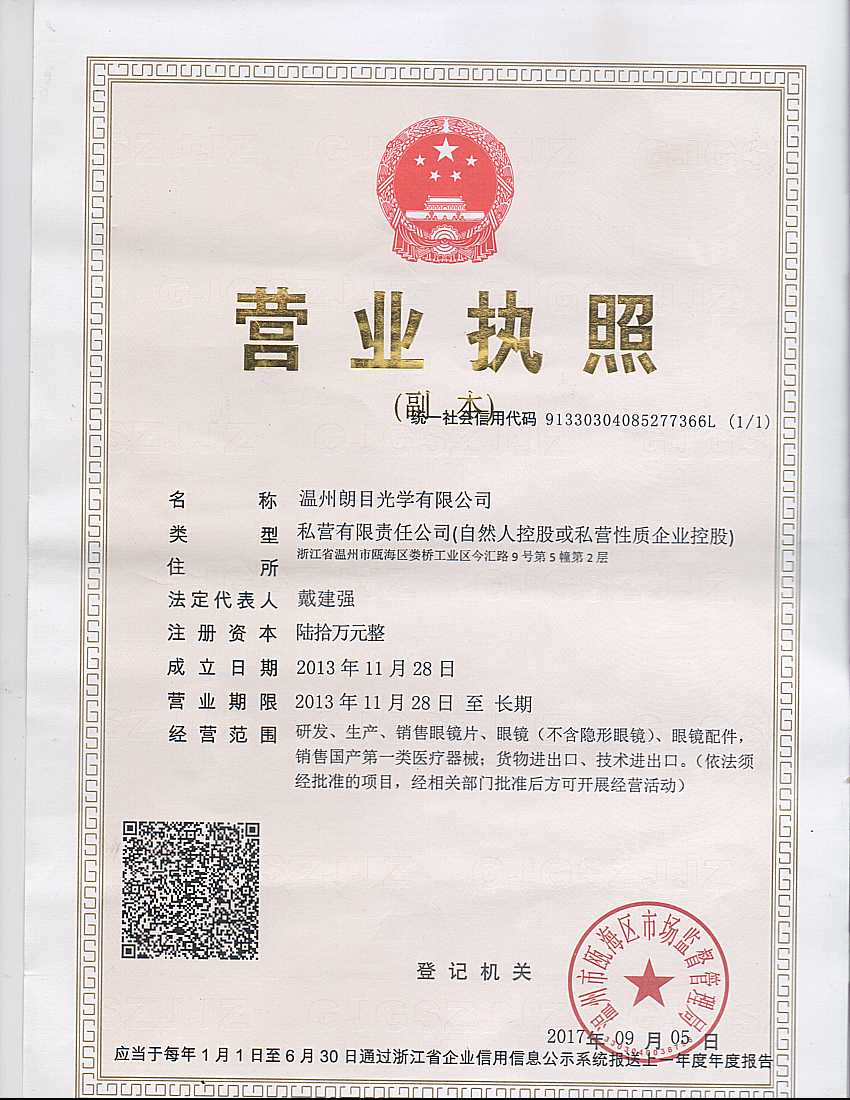 营业执照
(副 本)
统一社会信用代码 91330304085277366L (1/1)
名称 温州朗目光学有限公司
类型 私营有限责任公司(自然人控股或私营性质企业控股)
住所 浙江省温州市瓯海区娄桥工业区今汇路9号第5幢第2层
法定代表人 戴建强
注册资本 陆拾万元整
成立日期 2013年11月28日
营业期限 2013年11月28日 至 长期
经营范围 研发、生产、销售眼镜片、眼镜（不含隐形眼镜）、眼镜配件，
销售国产第一类医疗器械；货物进出口、技术进出口。（依法须
经批准的项目，经相关部门批准后方可开展经营活动）
温州市瓯海区市场监督管理局
登记机关
2017年09月05日
应当于每年1月1日至6月30日通过浙江省企业信用信息公示系统报送上一年度年度报告